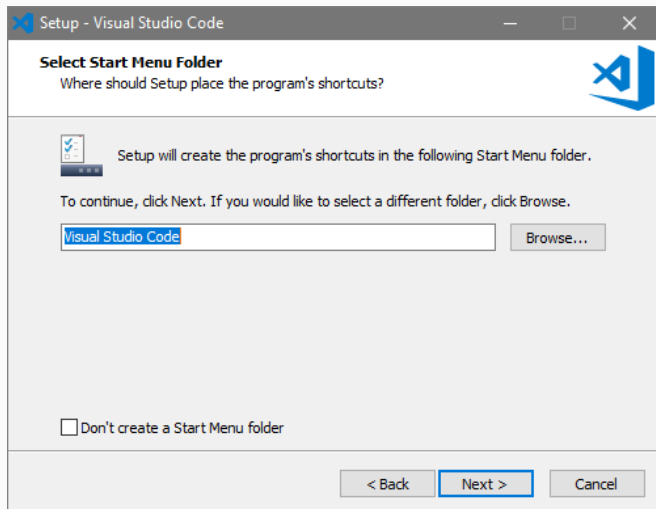 Setup - Visual Studio Code
Select Start Menu Folder
Where should Setup place the program's shortcuts?
Setup will create the program's shortcuts in the following Start Menu folder.
To continue, click Next. If you would like to select a different folder, click Browse.
Visual Studio Code
Browse...
Don't create a Start Menu folder
< Back
Next >
Cancel